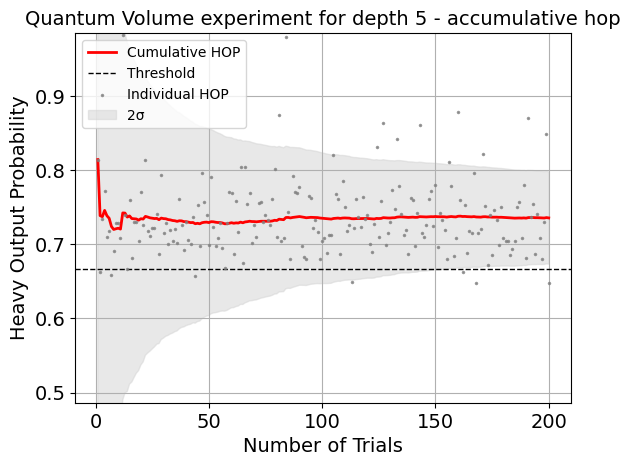 Quantum Volume experiment for depth 5 - accumulative hop
Cumulative HOP
Threshold
Individual HOP
2σ
Heavy Output Probability
0.9
0.8
0.7
0.6
0.5
0
50
100
150
200
Number of Trials